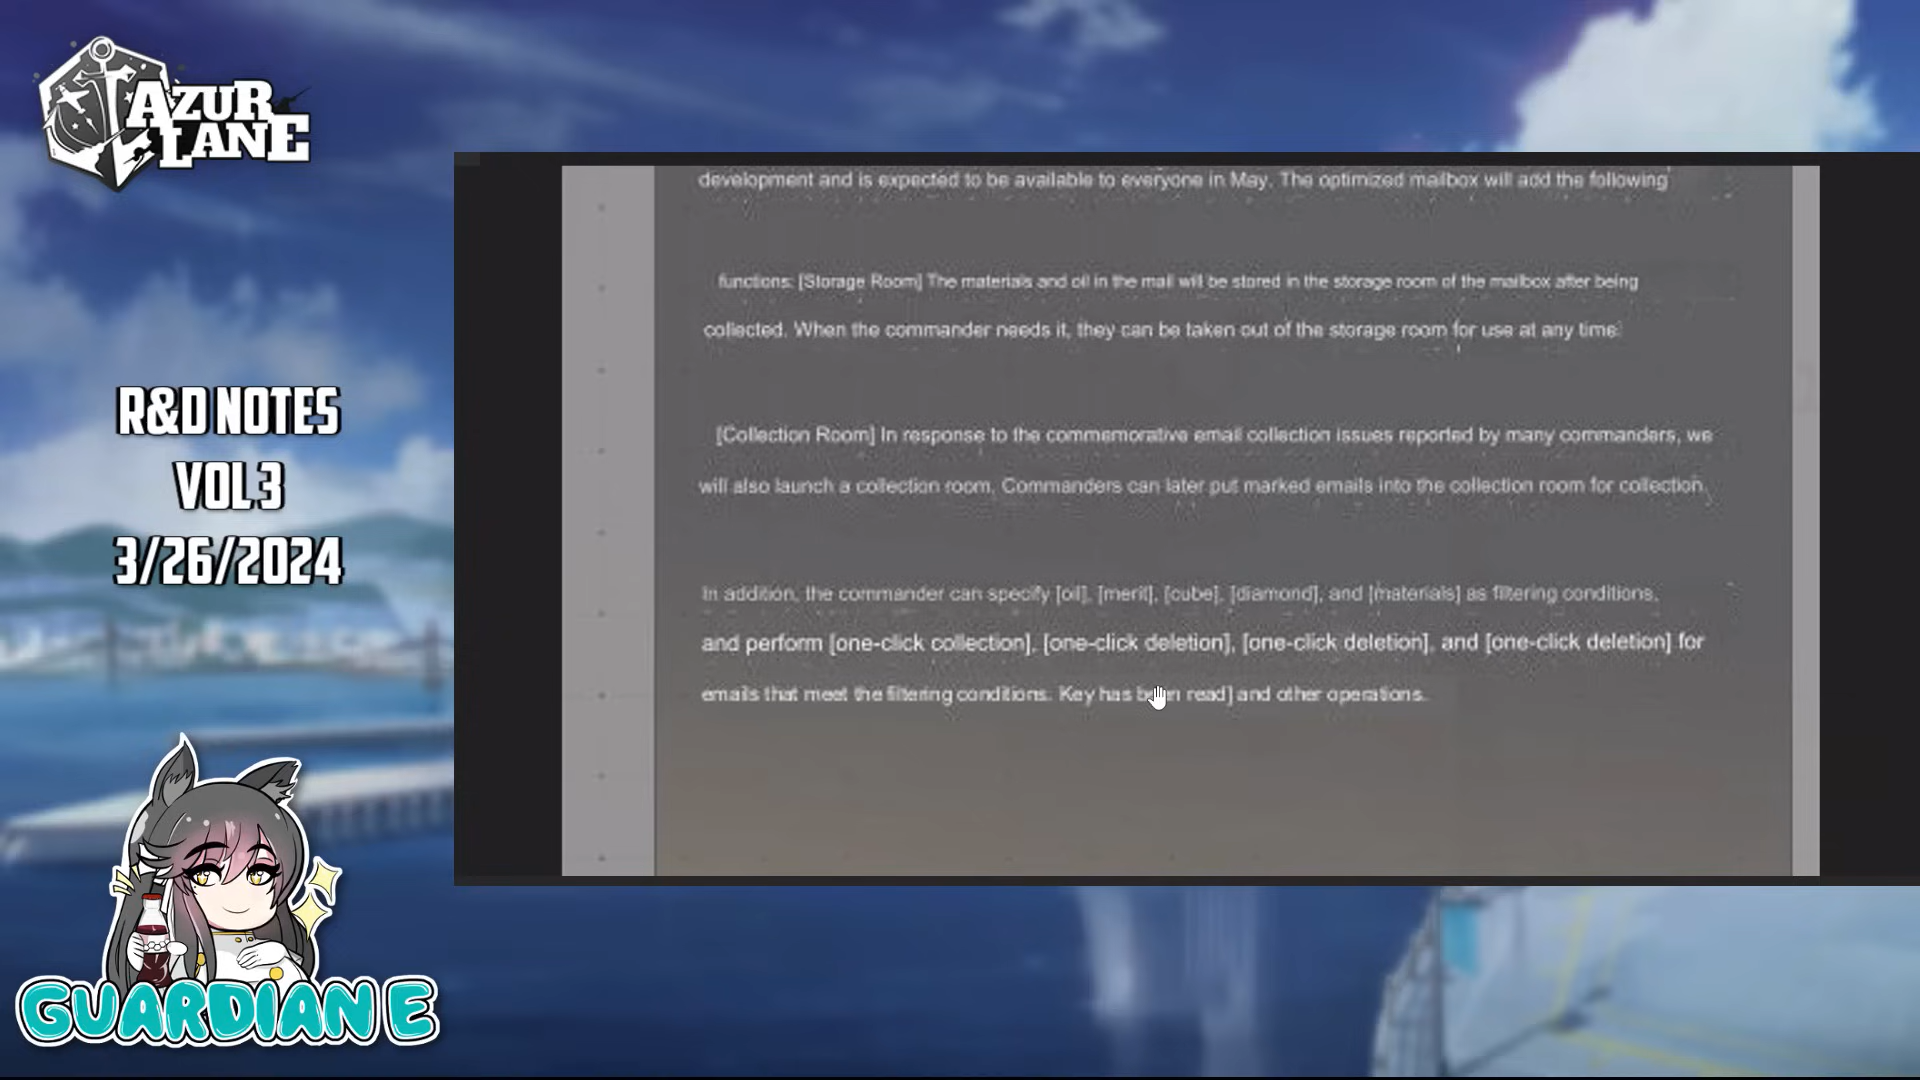 AZUR
LANE
R&D NOTES
VOL 3
3/26/2024
development and is expected to be available to everyone in May. The optimized mailbox will add the following
functions: [Storage Room] The materials and oil in the mail will be stored in the storage room of the mailbox after being
collected. When the commander needs it, they can be taken out of the storage room for use at any time.
[Collection Room] In response to the commemorative email collection issues reported by many commanders, we
will also launch a collection room. Commanders can later put marked emails into the collection room for collection.
In addition, the commander can specify [oil], [merit], [cube], [diamond], and [materials] as filtering conditions,
and perform [one-click collection], [one-click deletion], [one-click deletion], and [one-click deletion] for
emails that meet the filtering conditions. Key has been read] and other operations.
GUARDIAN E